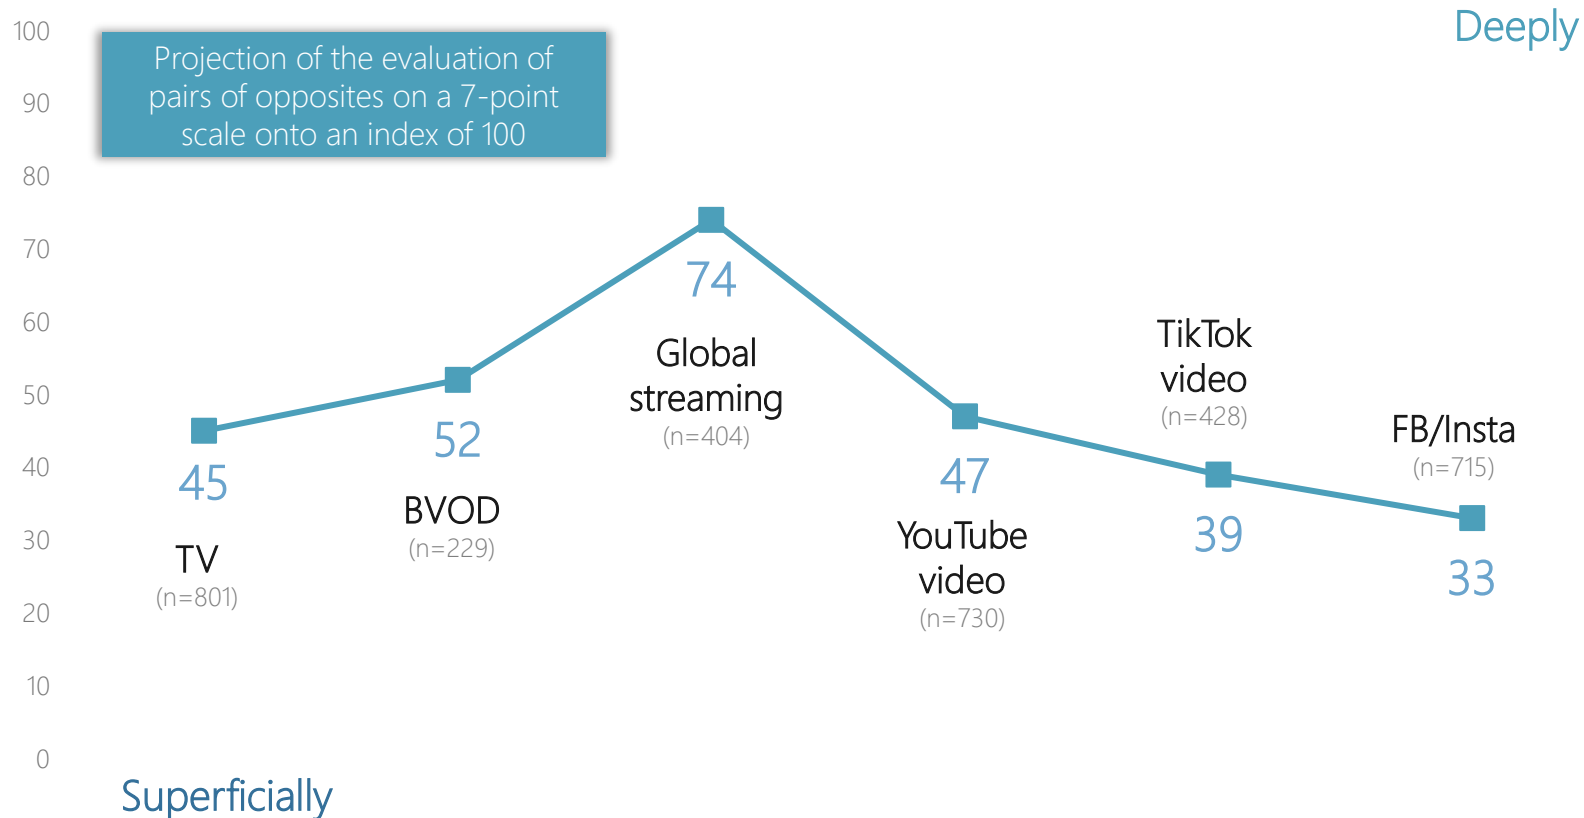 Deeply
100
90
80
70
60
50
40
30
20
10
0
Projection of the evaluation of
pairs of opposites on a 7-point
scale onto an index of 100
45
TV
(n=801)
52
BVOD
(n=229)
74
Global
streaming
(n=404)
47
YouTube
video
(n=730)
TikTok
video
(n=428)
39
FB/Insta
(n=715)
33
Superficially